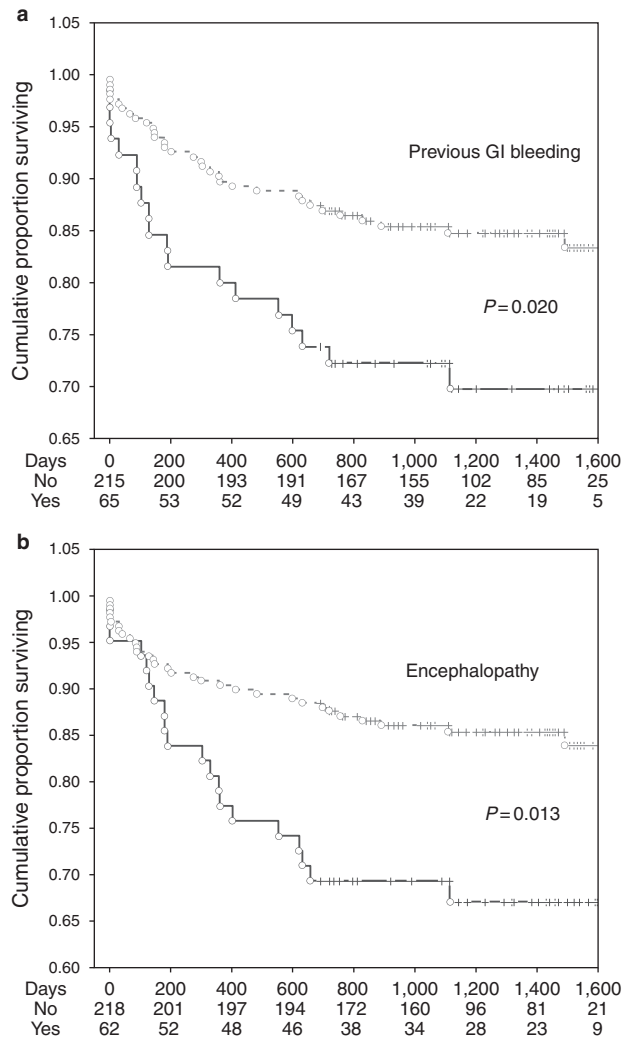 a
1.05
1.00
0.95
0.90
0.85
0.80
0.75
0.70
0.65
Cumulative proportion surviving
Previous GI bleeding
P=0.020
Days 0 200 400 600 800 1,000 1,200 1,400 1,600
No 215 200 193 191 167 155 102 85 25
Yes 65 53 52 49 43 39 22 19 5
b
1.05
1.00
0.95
0.90
0.85
0.80
0.75
0.70
0.65
0.60
Cumulative proportion surviving
Encephalopathy
P=0.013
Days 0 200 400 600 800 1,000 1,200 1,400 1,600
No 218 201 197 194 172 160 96 81 21
Yes 62 52 48 46 38 34 28 23 9